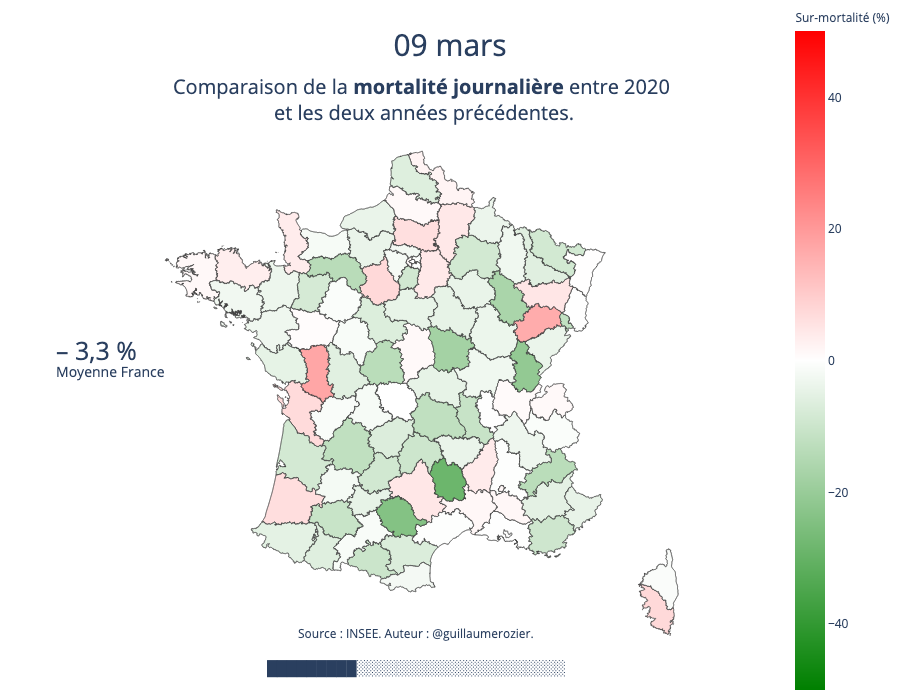 Sur-mortalité (%)
09 mars
Comparaison de la mortalité journalière entre 2020
et les deux années précédentes.
40
20
0
−20
−40
– 3,3 %
Moyenne France
Source : INSEE. Auteur : @guillaumerozier.